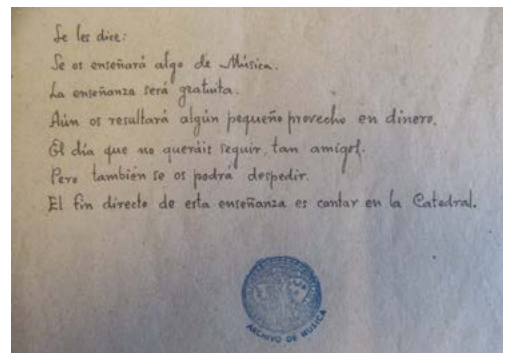 Se les dice:
Se os enseñará algo de Música.
La enseñanza será gratuita.
Aún os resultará algún pequeño provecho en dinero.
El día que no queráis seguir, tan amigos.
Pero también se os podrá despedir.
El fin directo de esta enseñanza es cantar en la Catedral.
ARCHIVO DE MUSICA